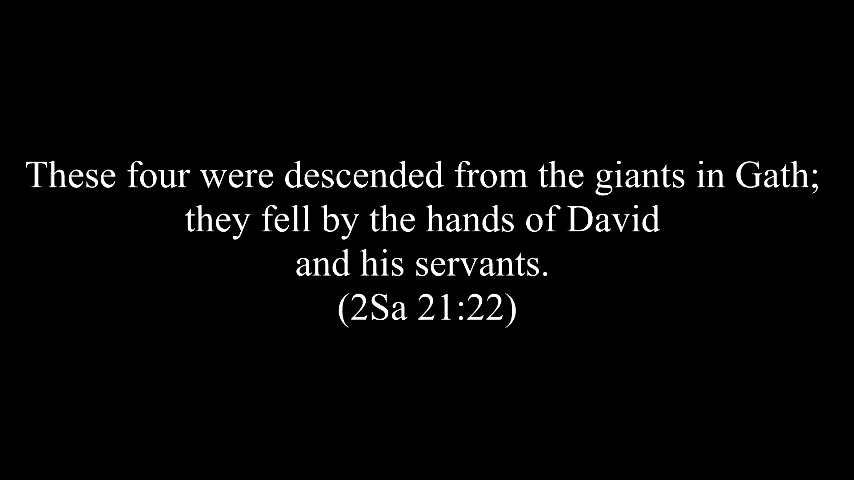 These four were descended from the giants in Gath;
they fell by the hands of David
and his servants.
(2Sa 21:22)